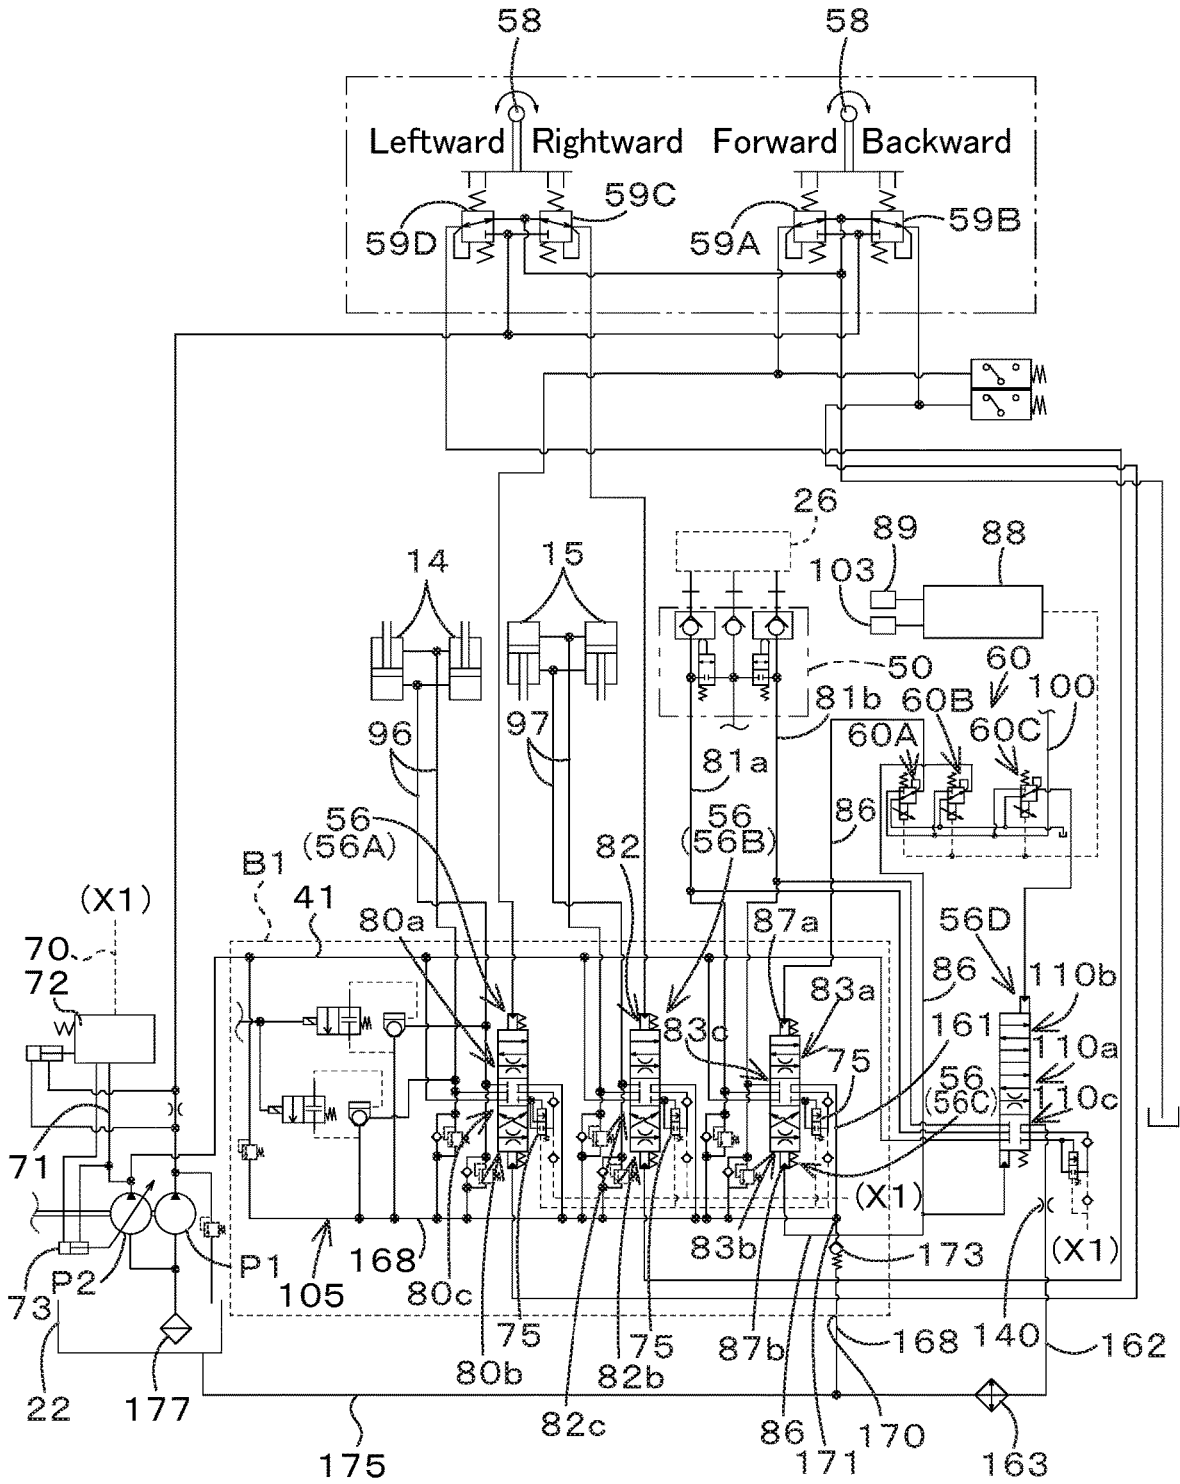 58
58
Leftward
Rightward
Forward
Backward
59D
59C
59A
59B
26
89
88
103
14
15
50
60
60B
100
81b
60A
60C
96
97
81a
86
56
(56A)
82
56
(56B)
B1
(X1)
41
80a
87a
56D
70
72
86
110b
83a
83c
161
110a
75
56
(56C)
110c
71
(X1)
(X1)
P2
P1
73
105
168
80c
83b
173
75
80b
75
82b
87b
168
140
162
22
177
82c
86
170
175
171
163